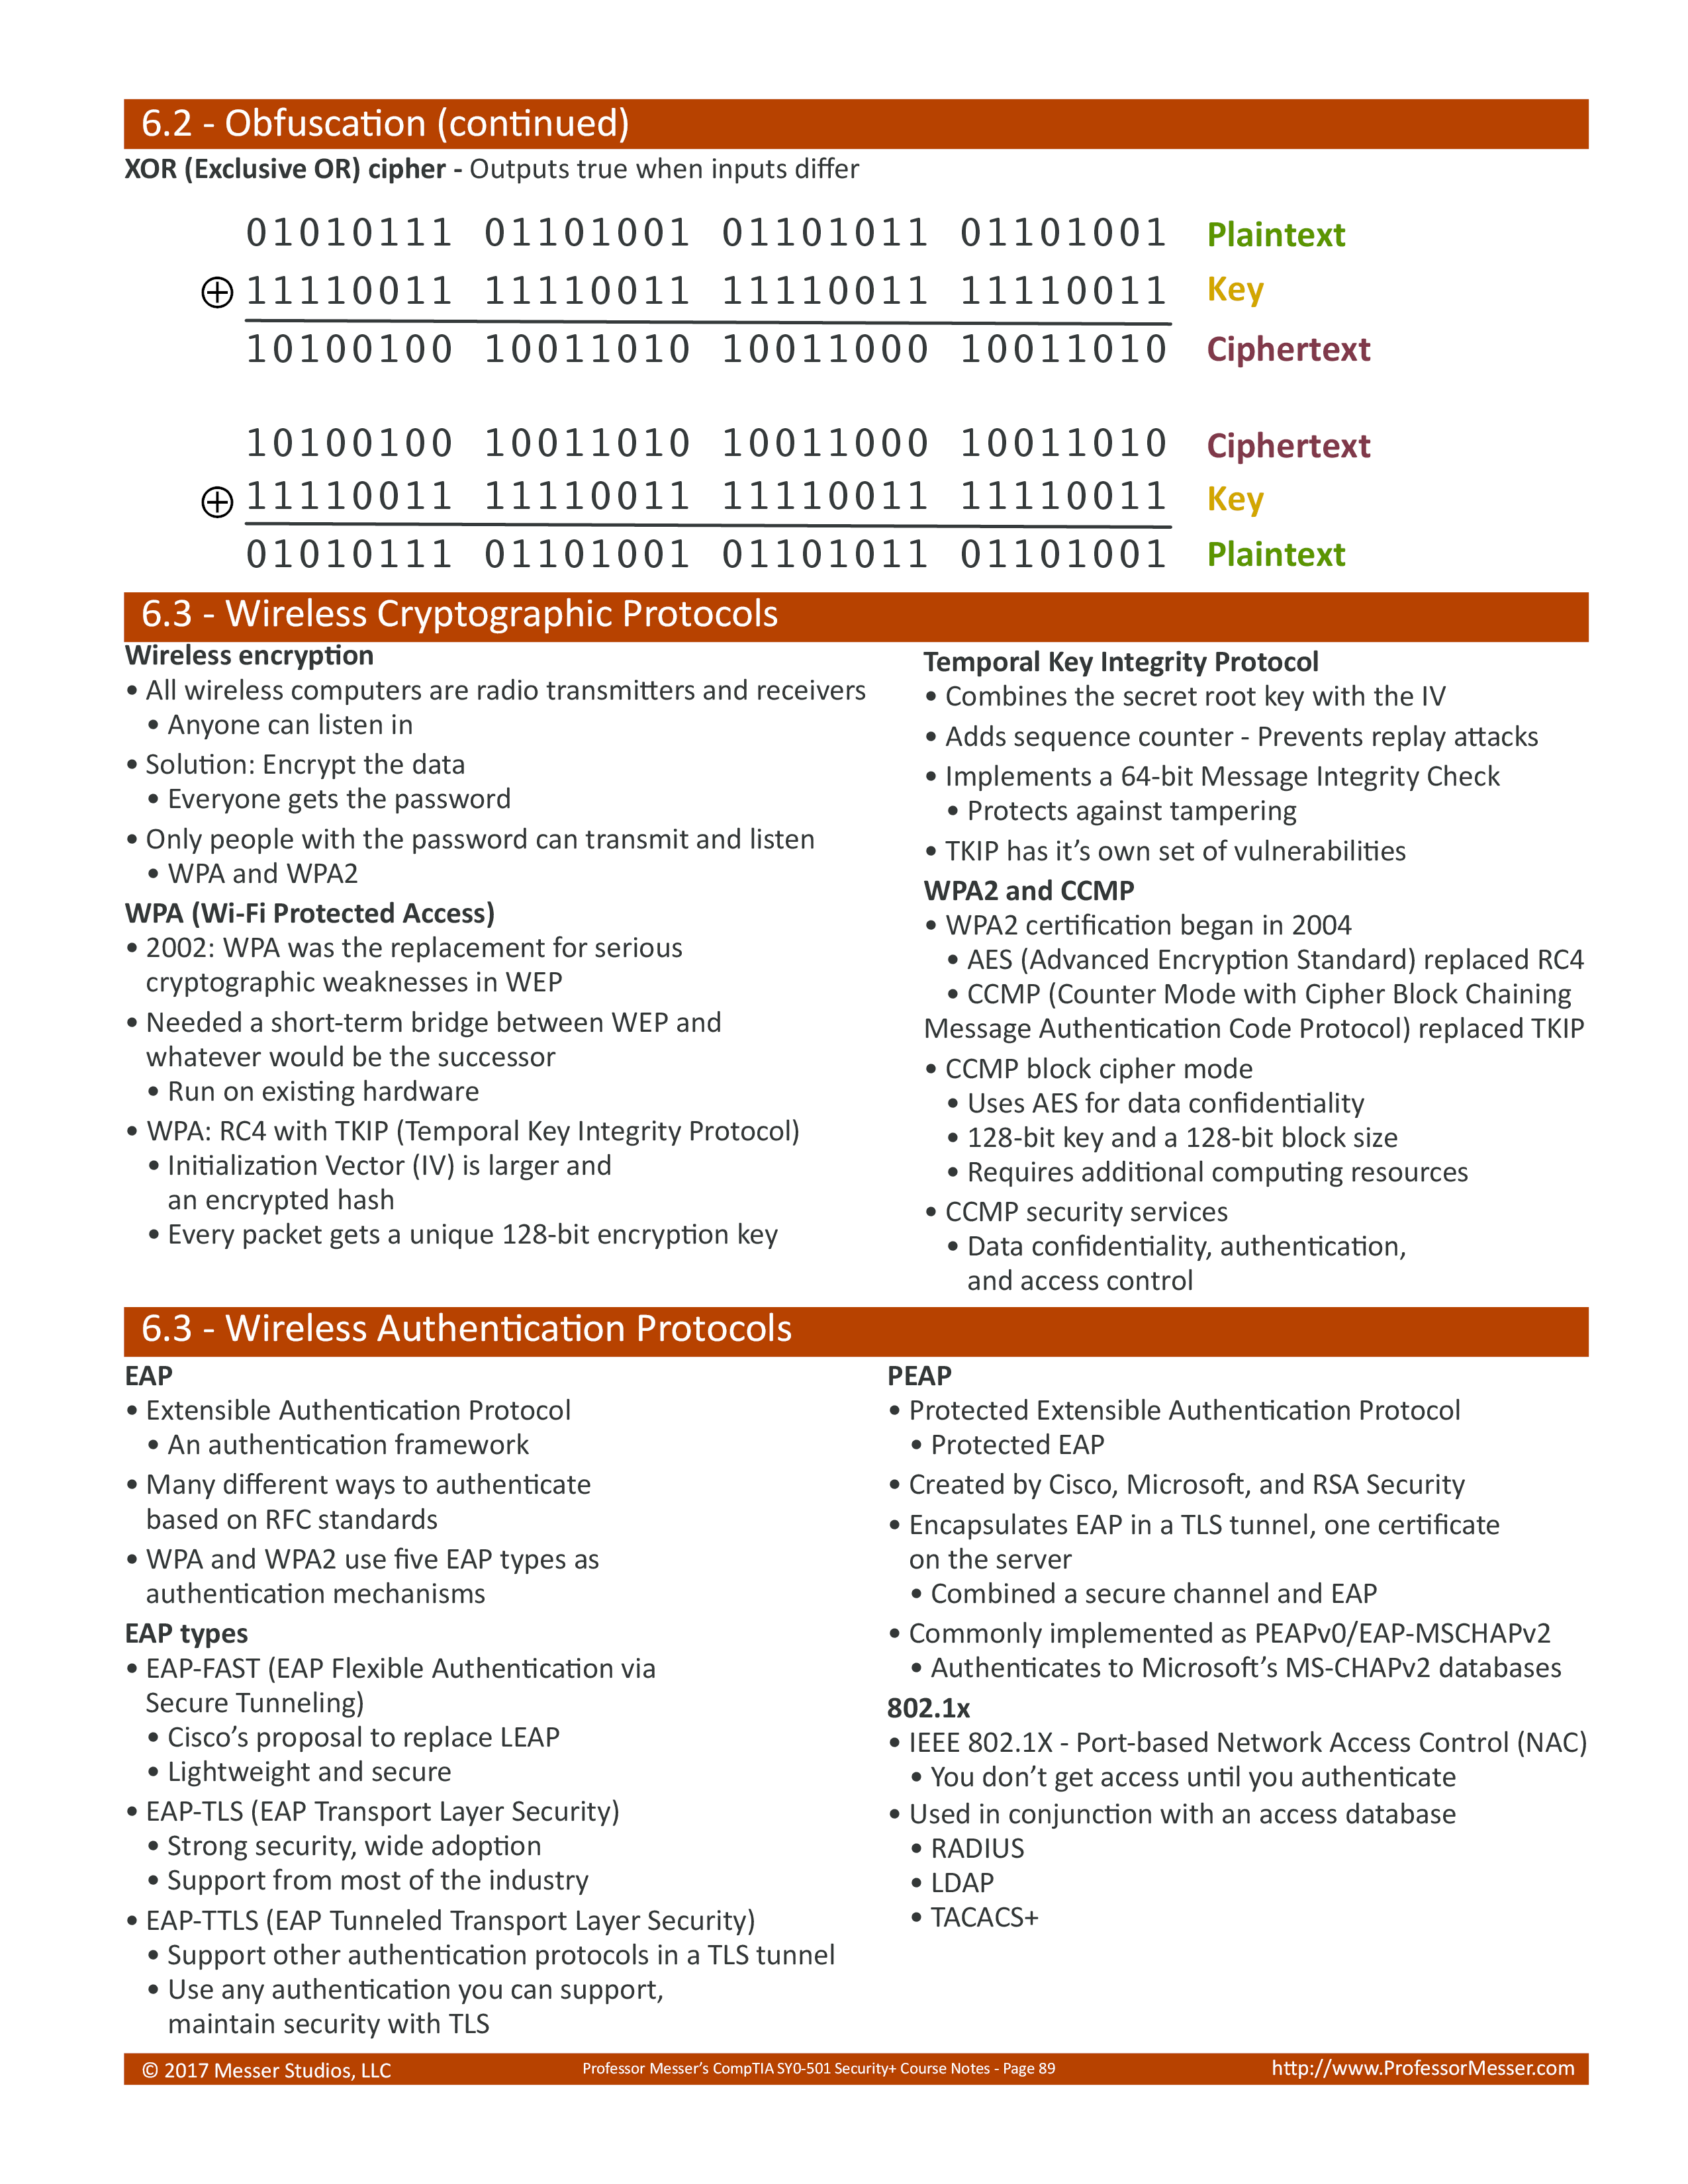 6.2 - Obfuscation (continued)
XOR (Exclusive OR) cipher - Outputs true when inputs differ
01010111 01101001 01101011 01101001 Plaintext
⊕ 11110011 11110011 11110011 11110011 Key
10100100 10011010 10011000 10011010 Ciphertext
10100100 10011010 10011000 10011010 Ciphertext
⊕ 11110011 11110011 11110011 11110011 Key
01010111 01101001 01101011 01101001 Plaintext
6.3 - Wireless Cryptographic Protocols
Wireless encryption
• All wireless computers are radio transmitters and receivers
• Anyone can listen in
• Solution: Encrypt the data
• Everyone gets the password
• Only people with the password can transmit and listen
• WPA and WPA2
WPA (Wi-Fi Protected Access)
• 2002: WPA was the replacement for serious
cryptographic weaknesses in WEP
• Needed a short-term bridge between WEP and
whatever would be the successor
• Run on existing hardware
• WPA: RC4 with TKIP (Temporal Key Integrity Protocol)
• Initialization Vector (IV) is larger and
an encrypted hash
• Every packet gets a unique 128-bit encryption key
Temporal Key Integrity Protocol
• Combines the secret root key with the IV
• Adds sequence counter - Prevents replay attacks
• Implements a 64-bit Message Integrity Check
• Protects against tampering
• TKIP has it’s own set of vulnerabilities
WPA2 and CCMP
• WPA2 certification began in 2004
• AES (Advanced Encryption Standard) replaced RC4
• CCMP (Counter Mode with Cipher Block Chaining
Message Authentication Code Protocol) replaced TKIP
• CCMP block cipher mode
• Uses AES for data confidentiality
• 128-bit key and a 128-bit block size
• Requires additional computing resources
• CCMP security services
• Data confidentiality, authentication,
and access control
6.3 - Wireless Authentication Protocols
EAP
• Extensible Authentication Protocol
• An authentication framework
• Many different ways to authenticate
based on RFC standards
• WPA and WPA2 use five EAP types as
authentication mechanisms
EAP types
• EAP-FAST (EAP Flexible Authentication via
Secure Tunneling)
• Cisco’s proposal to replace LEAP
• Lightweight and secure
• EAP-TLS (EAP Transport Layer Security)
• Strong security, wide adoption
• Support from most of the industry
• EAP-TTLS (EAP Tunneled Transport Layer Security)
• Support other authentication protocols in a TLS tunnel
• Use any authentication you can support,
maintain security with TLS
PEAP
• Protected Extensible Authentication Protocol
• Protected EAP
• Created by Cisco, Microsoft, and RSA Security
• Encapsulates EAP in a TLS tunnel, one certificate
on the server
• Combined a secure channel and EAP
• Commonly implemented as PEAPv0/EAP-MSCHAPv2
• Authenticates to Microsoft’s MS-CHAPv2 databases
802.1x
• IEEE 802.1X - Port-based Network Access Control (NAC)
• You don’t get access until you authenticate
• Used in conjunction with an access database
• RADIUS
• LDAP
• TACACS+
© 2017 Messer Studios, LLC
Professor Messer’s CompTIA SY0-501 Security+ Course Notes - Page 89
http://www.ProfessorMesser.com